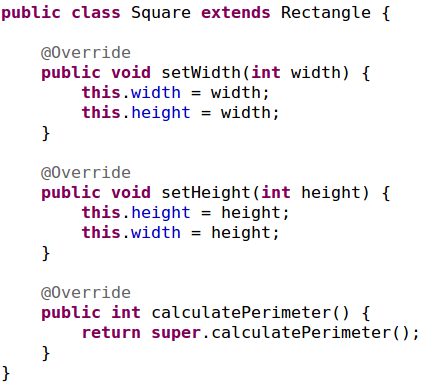 public class Square extends Rectangle {
@Override
public void setWidth(int width) {
this.width = width;
this.height = width;
}
@Override
public void setHeight(int height) {
this.height = height;
this.width = height;
}
@Override
public int calculatePerimeter() {
return super.calculatePerimeter();
}
}